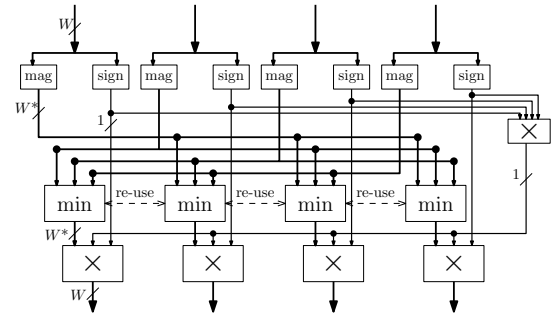 W
mag sign mag sign mag sign mag sign
W*
1
×
re-use re-use re-use
1
min min min min
W*
× × × ×
W